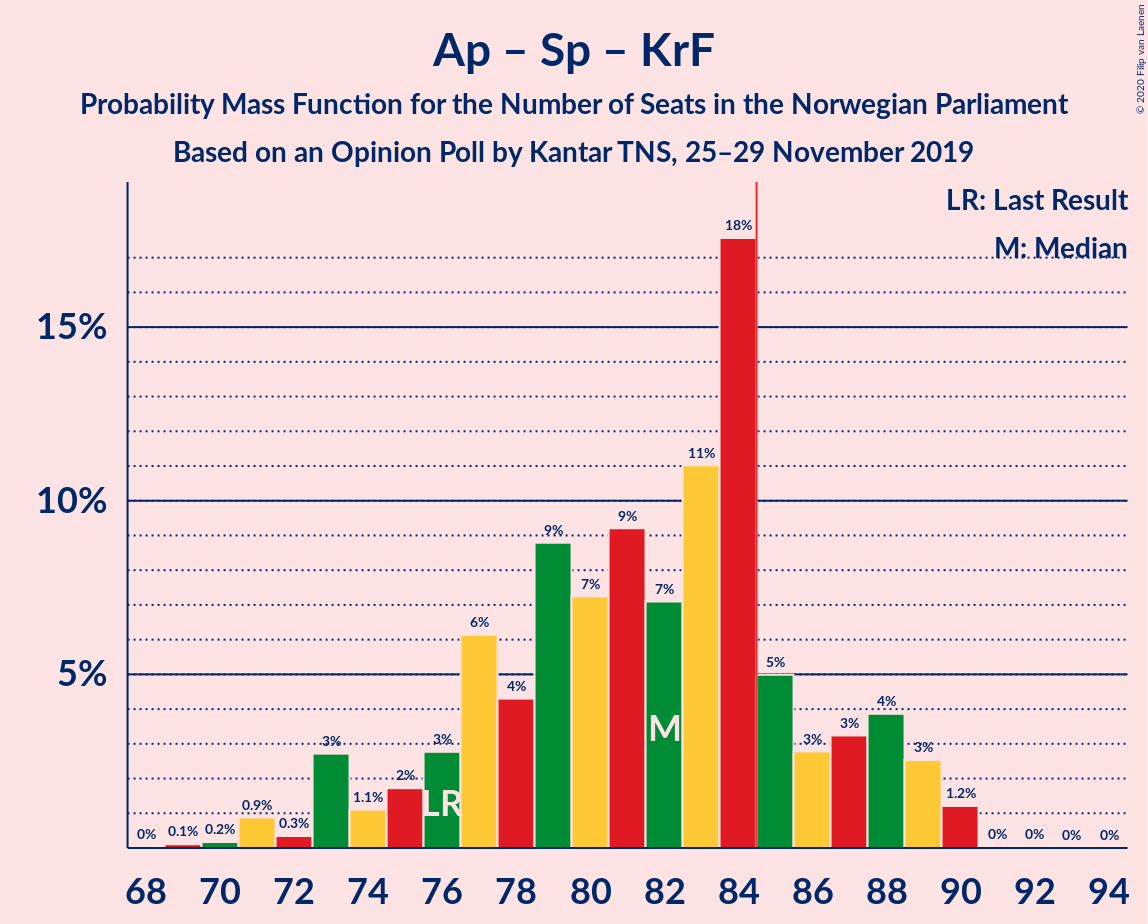 Ap – Sp – KrF
Probability Mass Function for the Number of Seats in the Norwegian Parliament
Based on an Opinion Poll by Kantar TNS, 25–29 November 2019
© 2020 Filip van Laenen
LR: Last Result
M: Median
15%
10%
5%
0% 0.1% 0.2% 0.9% 0.3% 3% 1.1% 2% 3% 6% 4% 9% 7% 9% 7% 11% 18% 5% 3% 3% 4% 3% 1.2% 0% 0% 0% 0%
LR
M
68 70 72 74 76 78 80 82 84 86 88 90 92 94